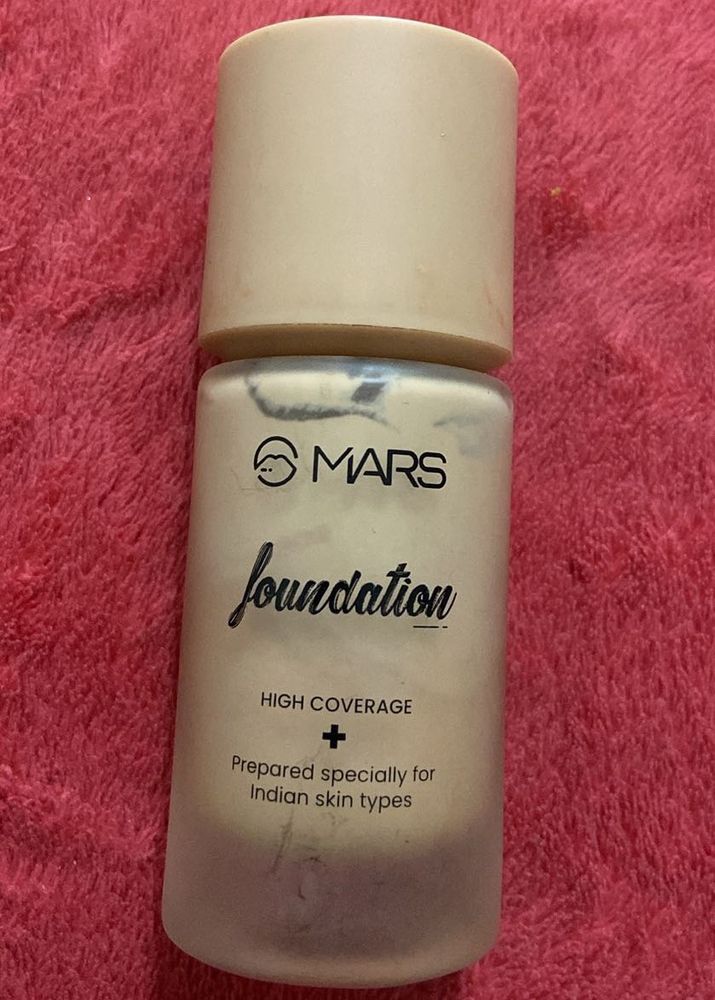 MARS
foundation
HIGH COVERAGE
+
Prepared specially for
Indian skin types